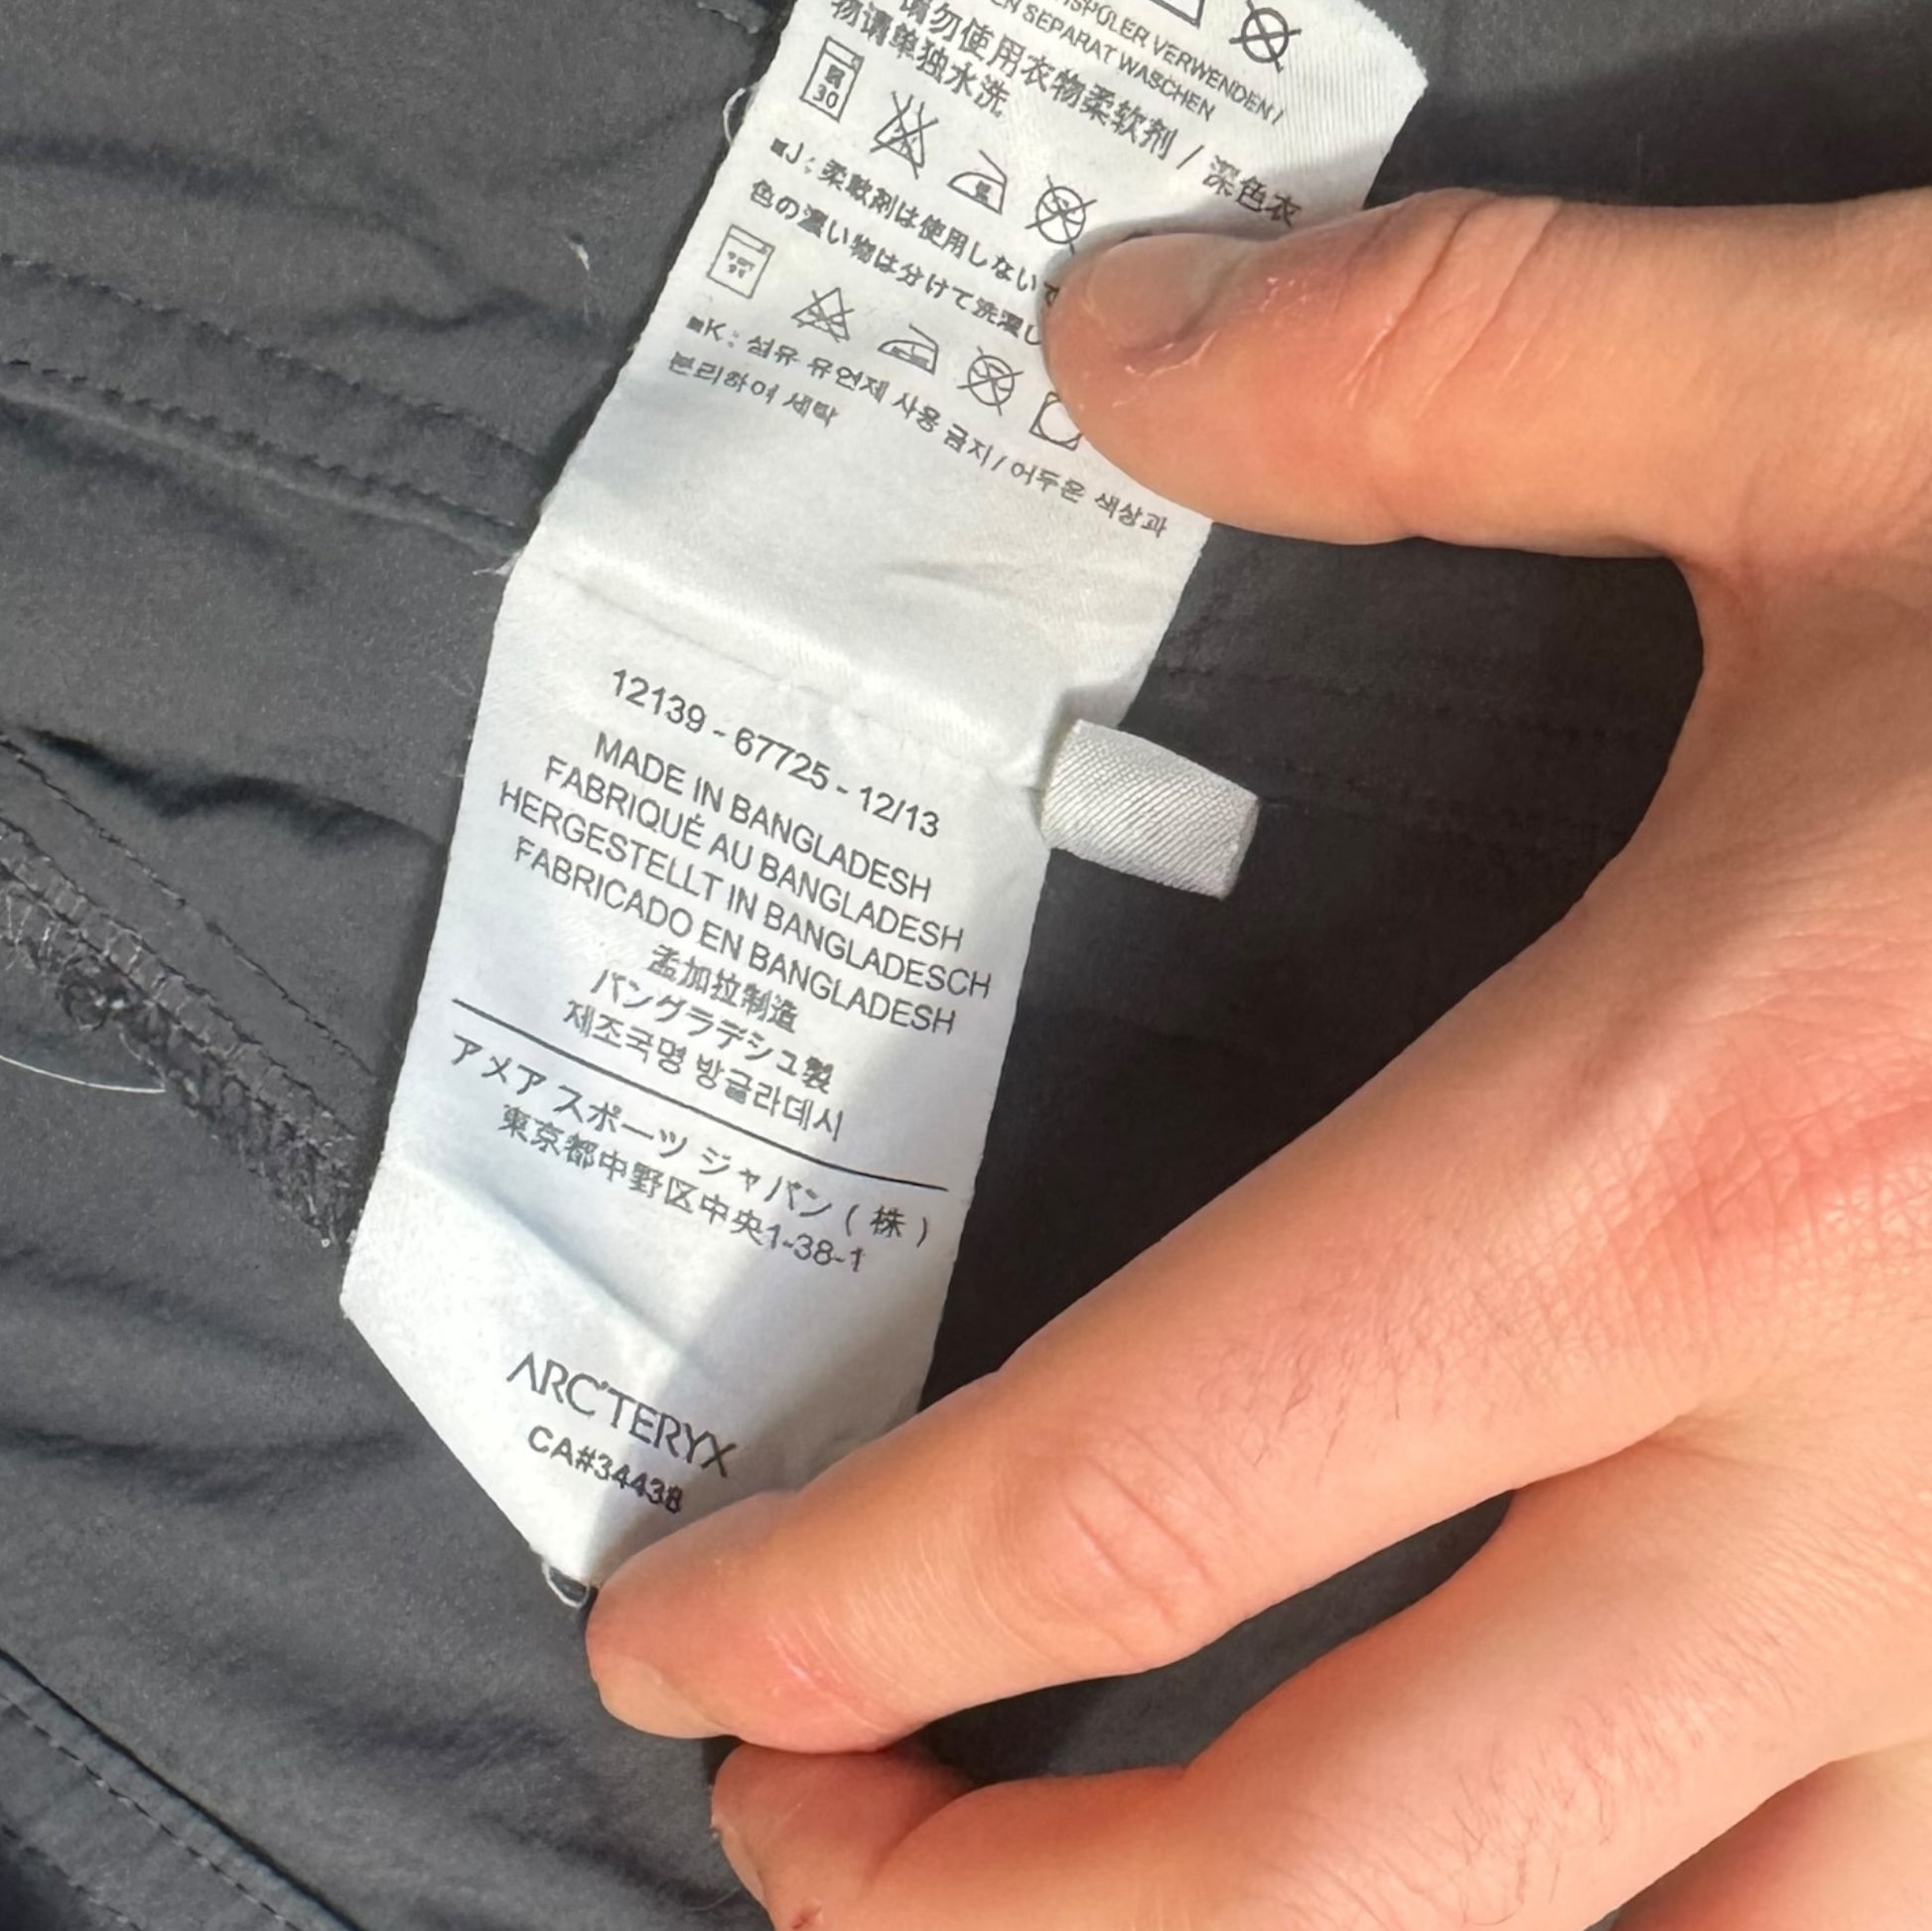 SPÜLER VERWENDEN /
EN SEPARAT WASCHEN
请勿使用衣物柔软剂 / 深色衣
物请单独水洗
30
■J : 柔軟剤は使用しない
色の濃い物は分けて洗濯し
■K : 섬유 유연제 사용 금지 / 어두운 색상과
분리하여 세탁
12139 - 67725 - 12/13
MADE IN BANGLADESH
FABRIQUÉ AU BANGLADESH
HERGESTELLT IN BANGLADESCH
FABRICADO EN BANGLADESH
孟加拉制造
バングラデシュ製
제조국명 방글라데시
アメア スポーツ ジャパン ( 株 )
東京都中野区中央1-38-1
ARC'TERYX
CA#34438